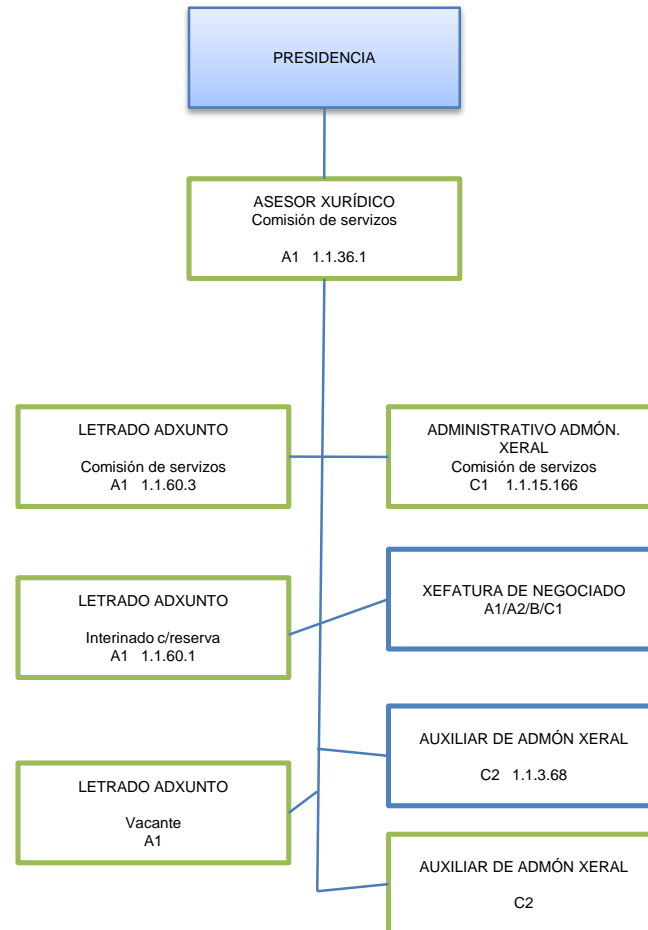 PRESIDENCIA
ASESOR XURÍDICO
Comisión de servizos
A1 1.1.36.1
LETRADO ADXUNTO
Comisión de servizos
A1 1.1.60.3
ADMINISTRATIVO ADMÓN.
XERAL
Comisión de servizos
C1 1.1.15.166
LETRADO ADXUNTO
Interinado c/reserva
A1 1.1.60.1
XEFATURA DE NEGOCIADO
A1/A2/B/C1
LETRADO ADXUNTO
Vacante
A1
AUXILIAR DE ADMÓN XERAL
C2 1.1.3.68
AUXILIAR DE ADMÓN XERAL
C2